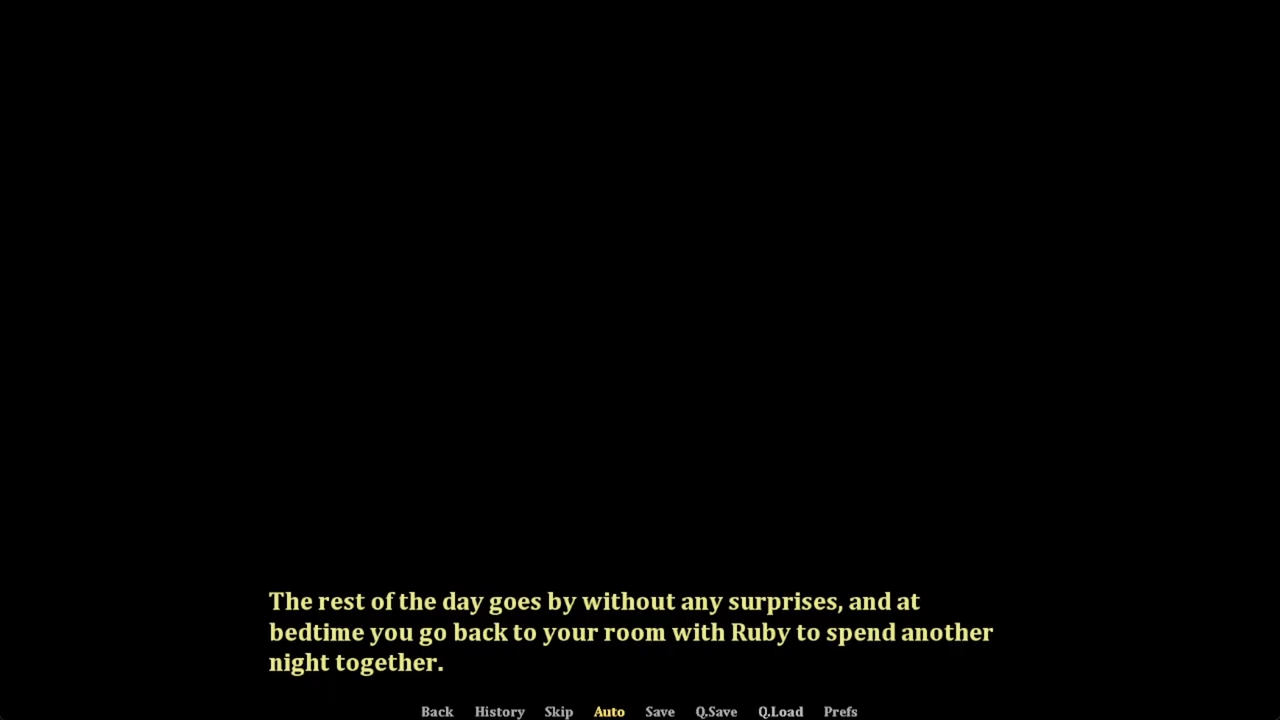 The rest of the day goes by without any surprises, and at
bedtime you go back to your room with Ruby to spend another
night together.
Back History Skip Auto Save Q.Save Q.Load Prefs